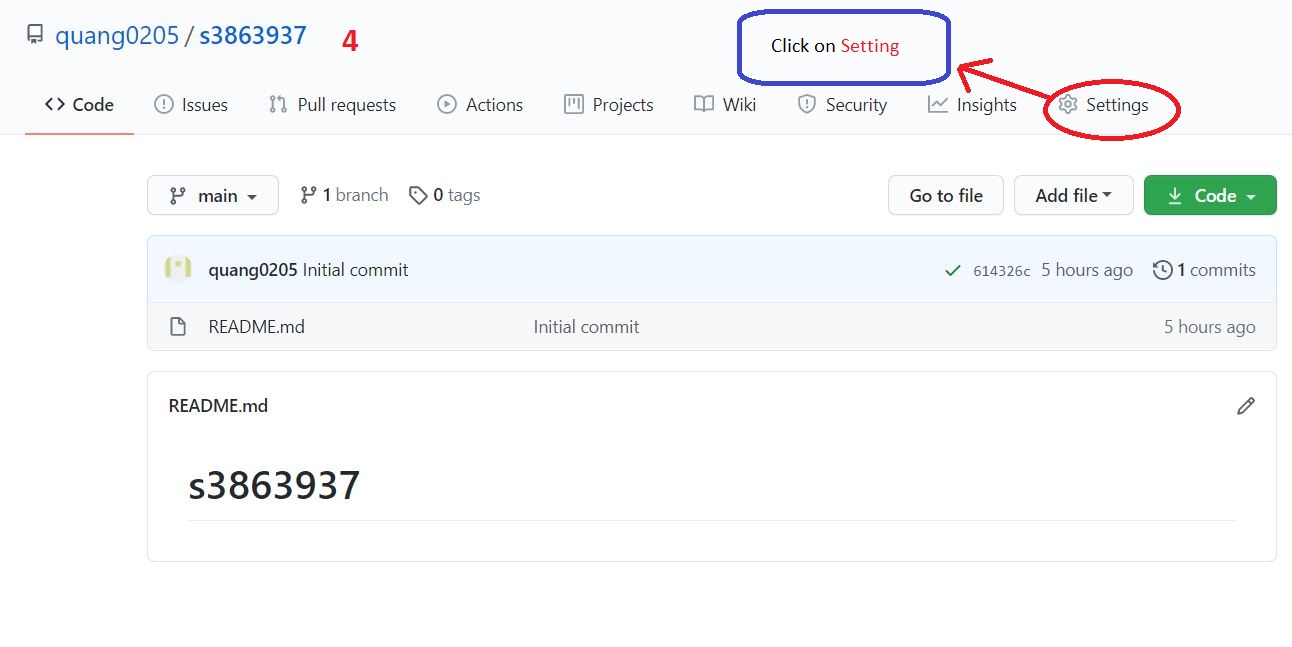 quang0205 / s3863937 4 Click on Setting
Code Issues Pull requests Actions Projects Wiki Security Insights Settings
main 1 branch 0 tags Go to file Add file Code
quang0205 Initial commit 614326c 5 hours ago 1 commits
README.md Initial commit 5 hours ago
README.md
s3863937